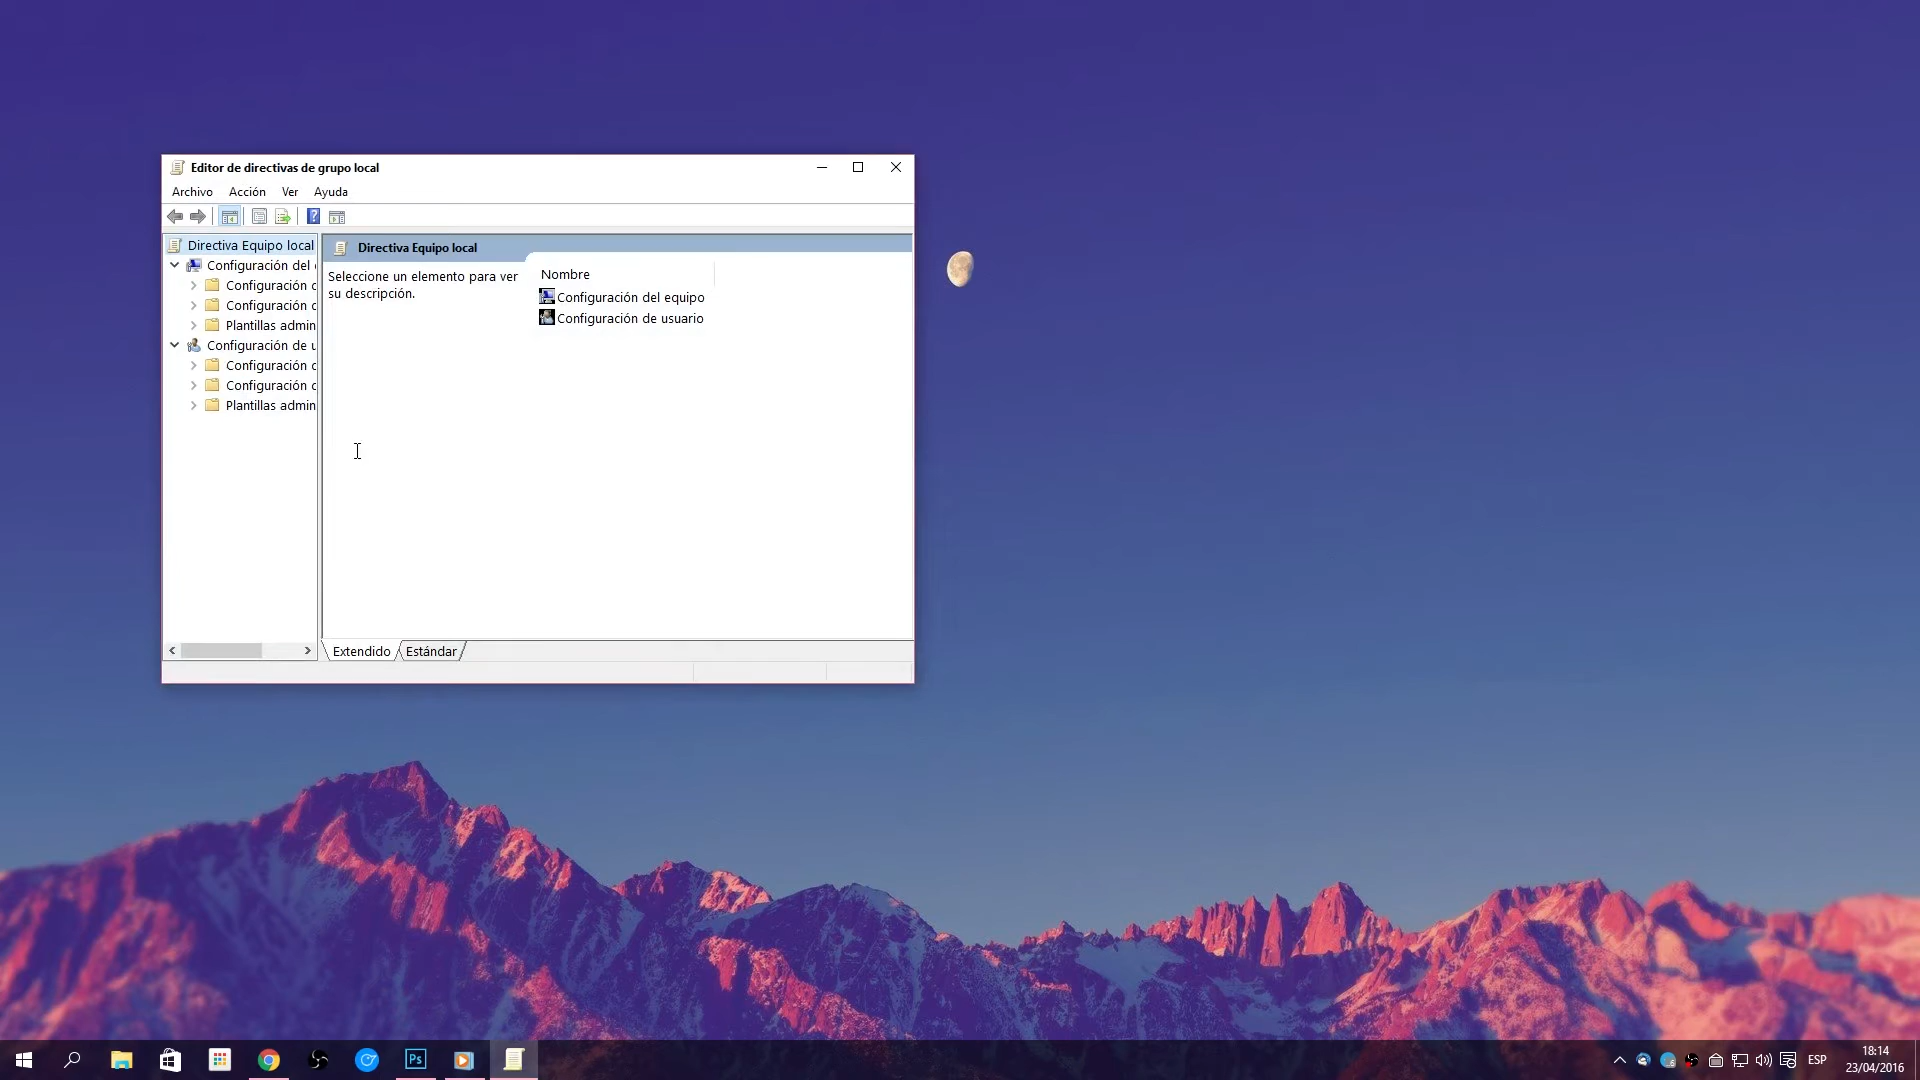 Editor de directivas de grupo local
Archivo Acción Ver Ayuda
?
Directiva Equipo local
Configuración del
Configuración
Configuración
Plantillas admin
Configuración de
Configuración
Configuración
Plantillas admin
Directiva Equipo local
Seleccione un elemento para ver
su descripción.
Nombre
Configuración del equipo
Configuración de usuario
Extendido Estándar
Ps
ESP
18:14
23/04/2016